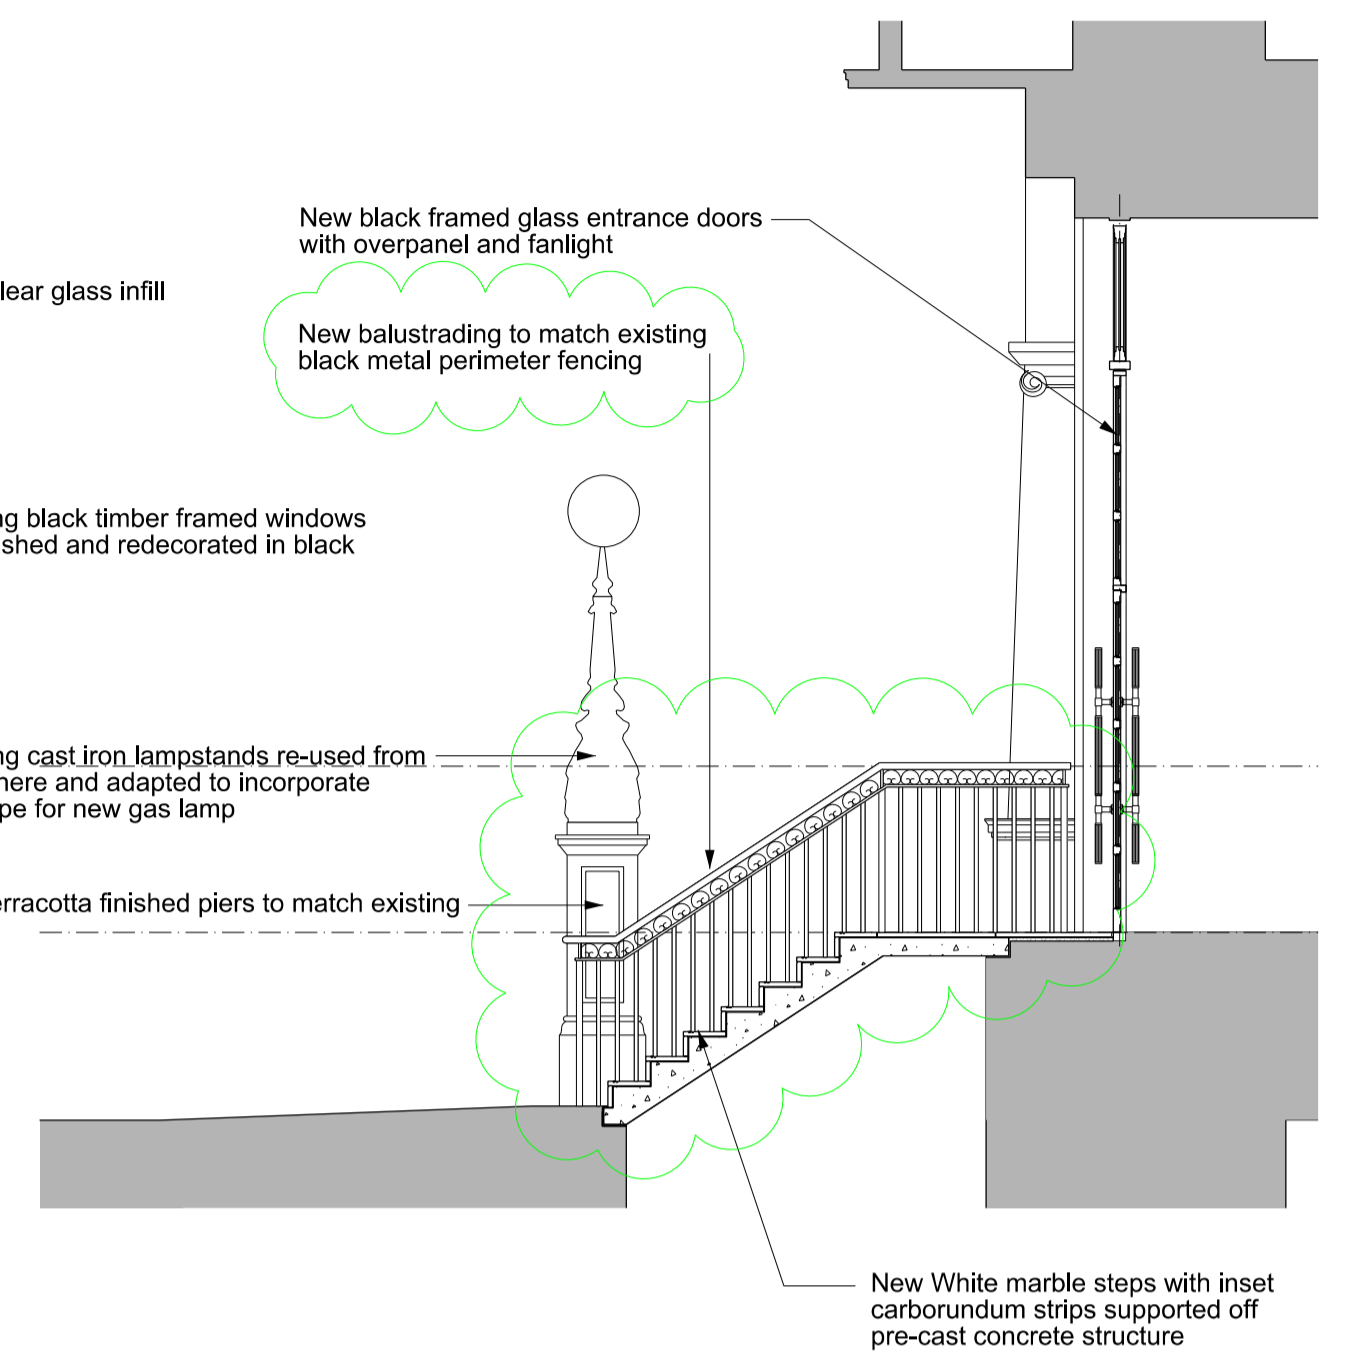 New black framed glass entrance doors
with overpanel and fanlight
lear glass infill
New balustrading to match existing
black metal perimeter fencing
ng black timber framed windows
shed and redecorated in black
ng cast iron lampstands re-used from
here and adapted to incorporate
pe for new gas lamp
erracotta finished piers to match existing
New White marble steps with inset
carborundum strips supported off
pre-cast concrete structure